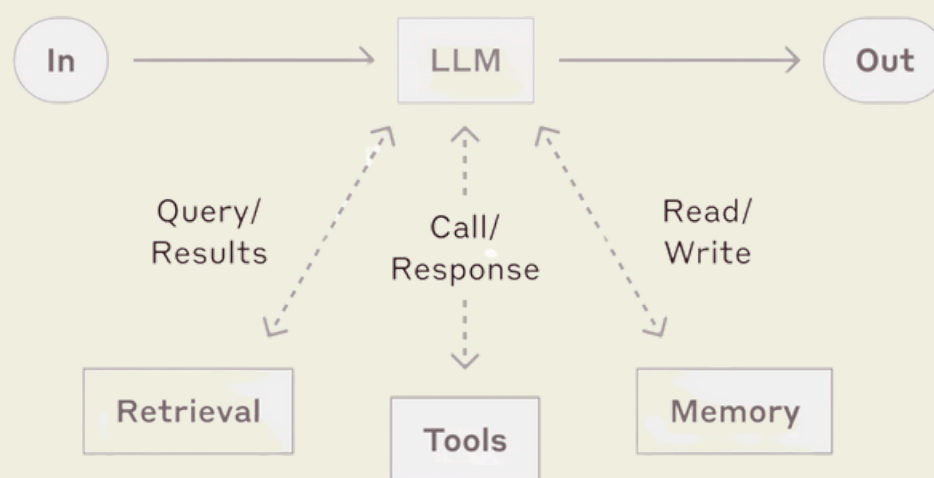 In
LLM
Out
Query/
Results
Call/
Response
Read/
Write
Retrieval
Tools
Memory